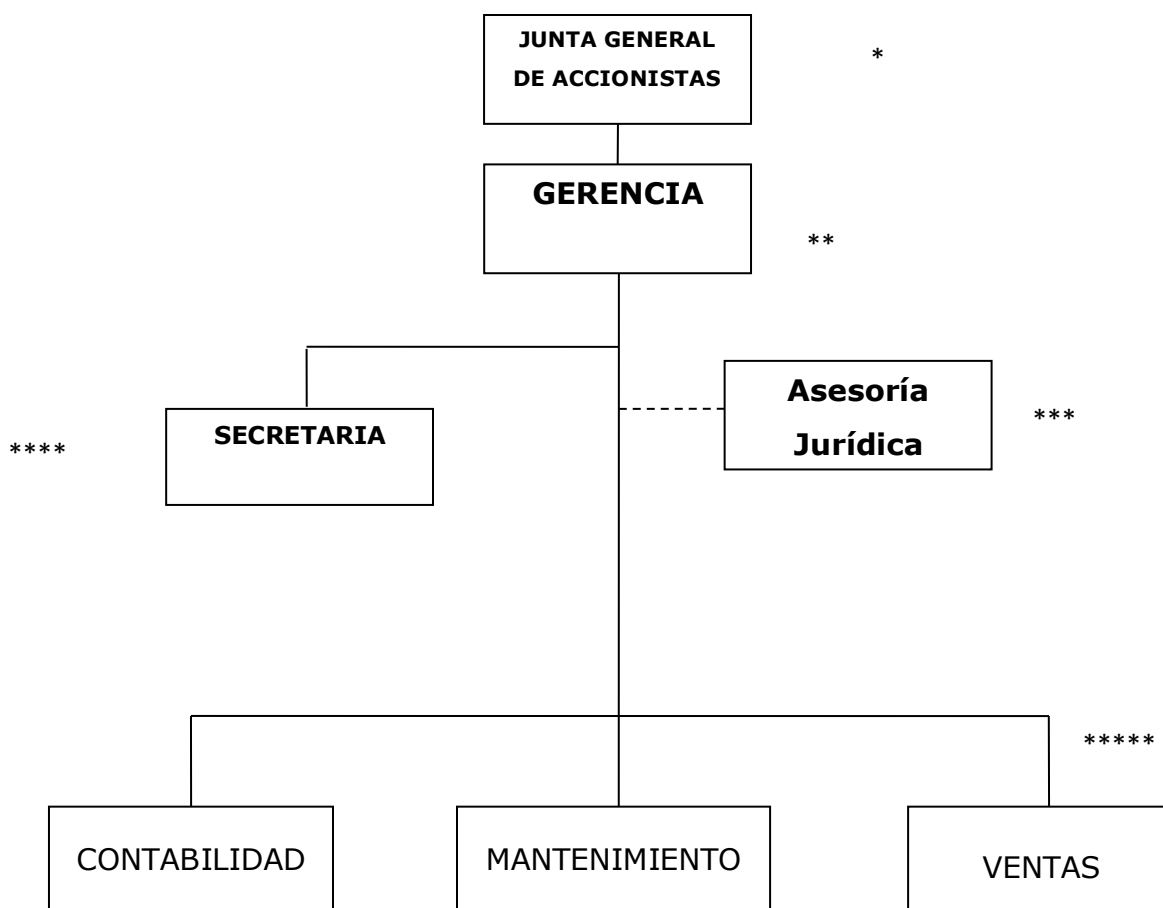 JUNTA GENERAL
DE ACCIONISTAS
*
GERENCIA
**
Asesoría
Jurídica
***
SECRETARIA
****
*****
CONTABILIDAD
MANTENIMIENTO
VENTAS